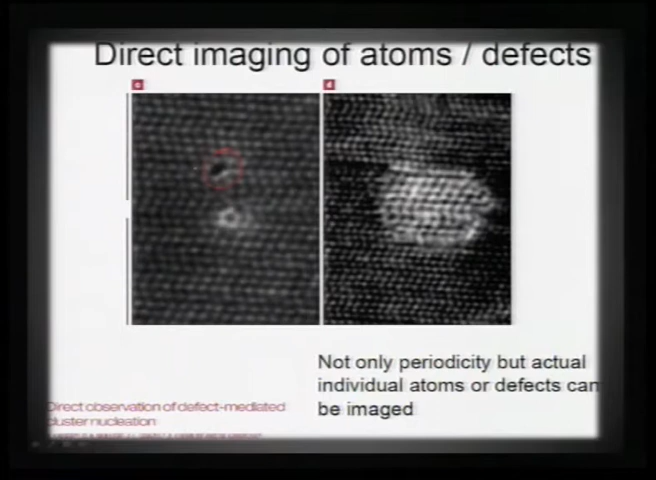 Direct imaging of atoms / defects
c d
Not only periodicity but actual
individual atoms or defects can
be imaged
Direct observation of defect-mediated
cluster nucleation